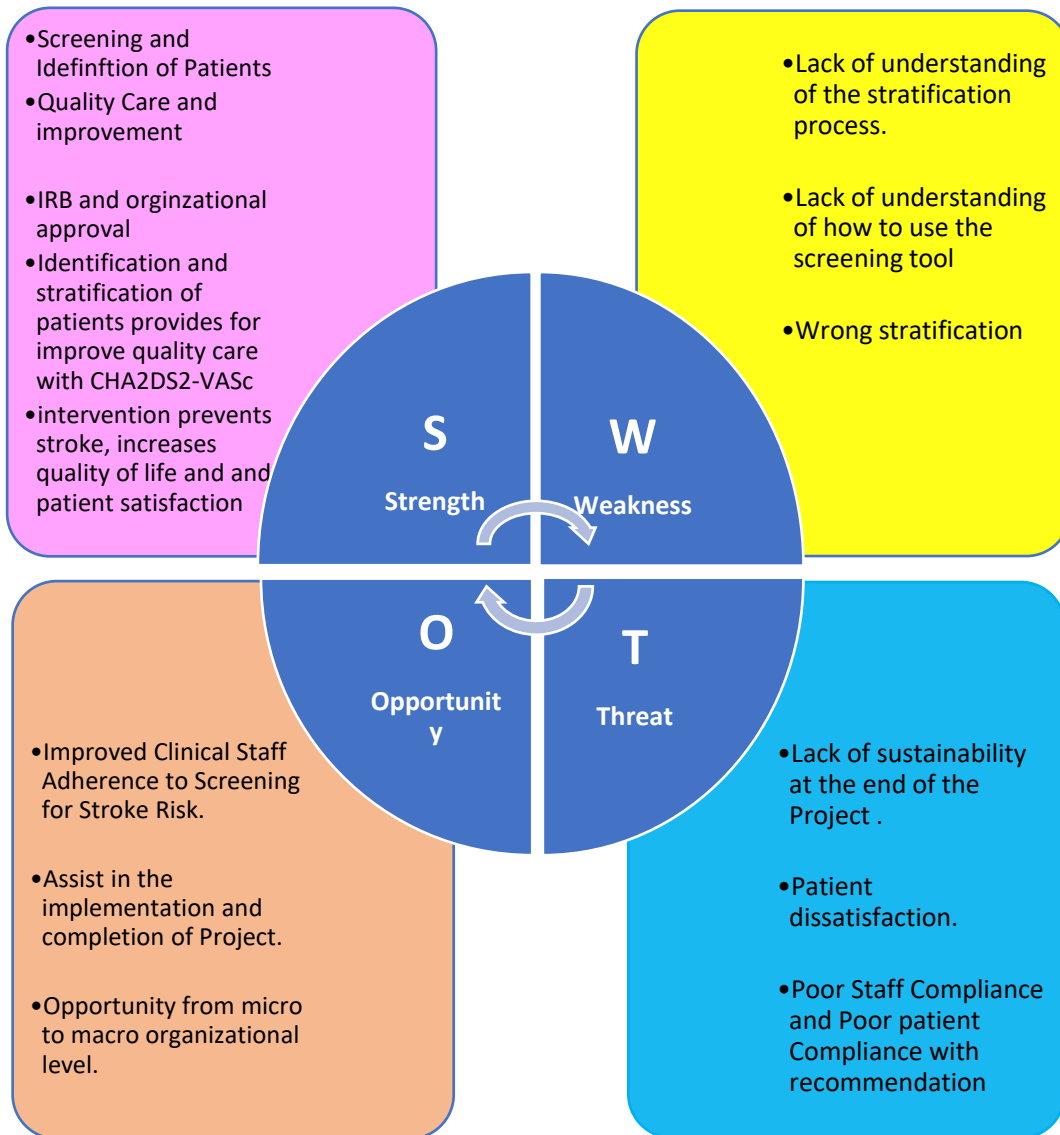 •Screening and
Idefinftion of Patients
•Quality Care and
improvement
•IRB and orginzational
approval
•Identification and
stratification of
patients provides for
improve quality care
with CHA2DS2-VASc
•intervention prevents
stroke, increases
quality of life and and
patient satisfaction
•Lack of understanding
of the stratification
process.
•Lack of understanding
of how to use the
screening tool
•Wrong stratification
S
Strength
W
Weakness
O
Opportunit
y
T
Threat
•Improved Clinical Staff
Adherence to Screening
for Stroke Risk.
•Assist in the
implementation and
completion of Project.
•Opportunity from micro
to macro organizational
level.
•Lack of sustainability
at the end of the
Project .
•Patient
dissatisfaction.
•Poor Staff Compliance
and Poor patient
Compliance with
recommendation